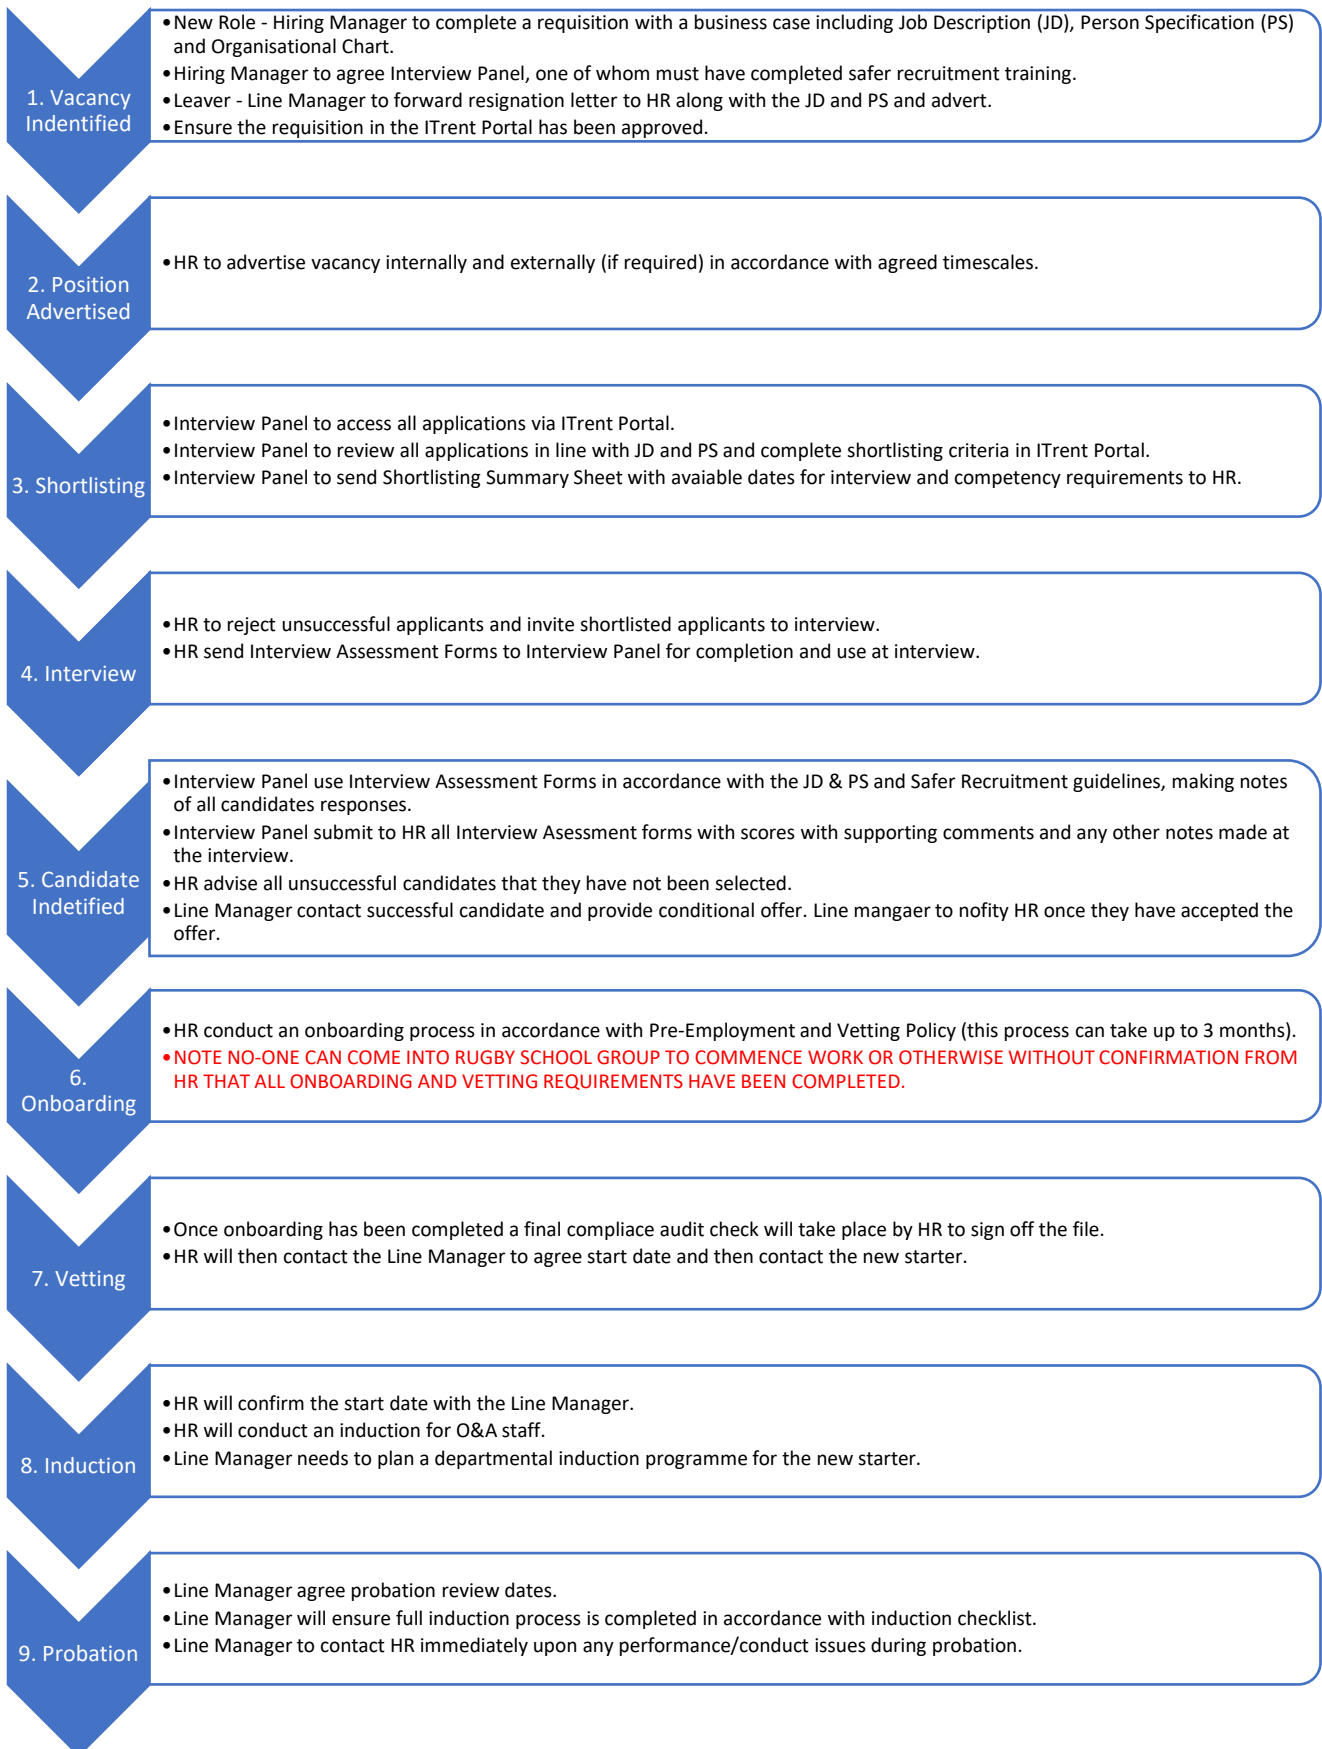 1. Vacancy
Indentified
•New Role - Hiring Manager to complete a requisition with a business case including Job Description (JD), Person Specification (PS)
and Organisational Chart.
•Hiring Manager to agree Interview Panel, one of whom must have completed safer recruitment training.
•Leaver - Line Manager to forward resignation letter to HR along with the JD and PS and advert.
•Ensure the requisition in the ITrent Portal has been approved.
2. Position
Advertised
•HR to advertise vacancy internally and externally (if required) in accordance with agreed timescales.
3. Shortlisting
•Interview Panel to access all applications via ITrent Portal.
•Interview Panel to review all applications in line with JD and PS and complete shortlisting criteria in ITrent Portal.
•Interview Panel to send Shortlisting Summary Sheet with avaiable dates for interview and competency requirements to HR.
4. Interview
•HR to reject unsuccessful applicants and invite shortlisted applicants to interview.
•HR send Interview Assessment Forms to Interview Panel for completion and use at interview.
5. Candidate
Indetified
•Interview Panel use Interview Assessment Forms in accordance with the JD & PS and Safer Recruitment guidelines, making notes
of all candidates responses.
•Interview Panel submit to HR all Interview Asessment forms with scores with supporting comments and any other notes made at
the interview.
•HR advise all unsuccessful candidates that they have not been selected.
•Line Manager contact successful candidate and provide conditional offer. Line mangaer to nofity HR once they have accepted the
offer.
6.
Onboarding
•HR conduct an onboarding process in accordance with Pre-Employment and Vetting Policy (this process can take up to 3 months).
•NOTE NO-ONE CAN COME INTO RUGBY SCHOOL GROUP TO COMMENCE WORK OR OTHERWISE WITHOUT CONFIRMATION FROM
HR THAT ALL ONBOARDING AND VETTING REQUIREMENTS HAVE BEEN COMPLETED.
7. Vetting
•Once onboarding has been completed a final compliace audit check will take place by HR to sign off the file.
•HR will then contact the Line Manager to agree start date and then contact the new starter.
8. Induction
•HR will confirm the start date with the Line Manager.
•HR will conduct an induction for O&A staff.
•Line Manager needs to plan a departmental induction programme for the new starter.
9. Probation
•Line Manager agree probation review dates.
•Line Manager will ensure full induction process is completed in accordance with induction checklist.
•Line Manager to contact HR immediately upon any performance/conduct issues during probation.